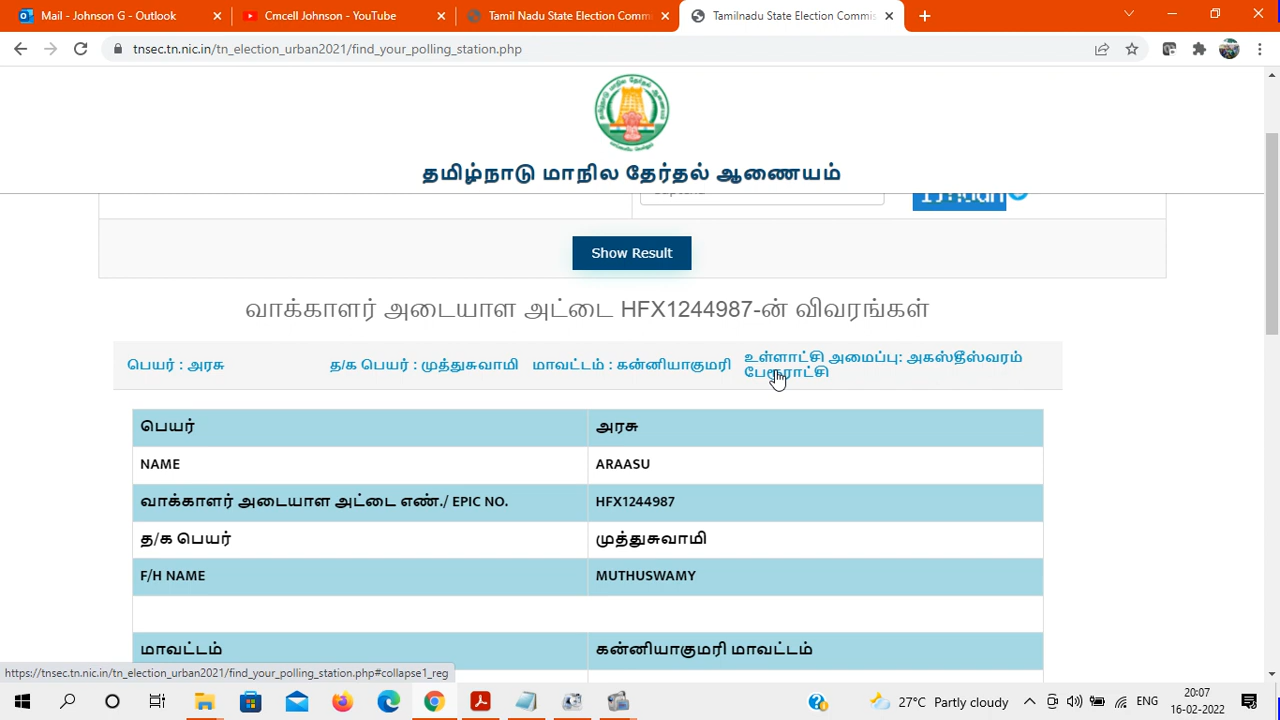 Mail - Johnson G - Outlook
Cmcell Johnson - YouTube
Tamil Nadu State Election Commi
Tamilnadu State Election Commis
tnsec.tn.nic.in/tn_election_urban2021/find_your_polling_station.php
தமிழ்நாடு மாநில தேர்தல் ஆணையம்
Show Result
வாக்காளர் அடையாள அட்டை HFX1244987-ன் விவரங்கள்
பெயர் : அரசு
த/க பெயர் : முத்துசுவாமி
மாவட்டம் : கன்னியாகுமரி
உள்ளாட்சி அமைப்பு: அகஸ்தீஸ்வரம்
பேரூராட்சி
பெயர் அரசு
NAME ARAASU
வாக்காளர் அடையாள அட்டை எண்./ EPIC NO. HFX1244987
த/க பெயர் முத்துசுவாமி
F/H NAME MUTHUSWAMY
மாவட்டம் கன்னியாகுமரி மாவட்டம்
https://tnsec.tn.nic.in/tn_election_urban2021/find_your_polling_station.php#collapse1_reg
27°C Partly cloudy
ENG
20:07
16-02-2022